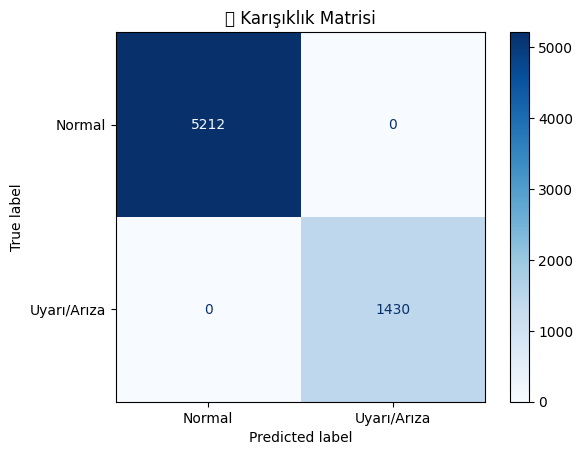 ▯ Karışıklık Matrisi
True label
Normal
5212
0
5000
4000
3000
2000
1000
0
Uyarı/Arıza
0
1430
Normal
Uyarı/Arıza
Predicted label